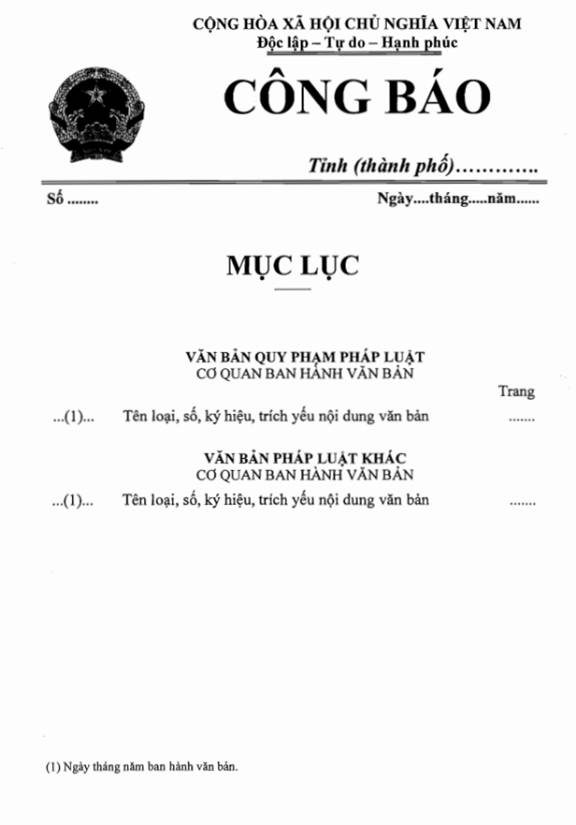 CỘNG HÒA XÃ HỘI CHỦ NGHĨA VIỆT NAM
Độc lập – Tự do – Hạnh phúc
CÔNG BÁO
Tỉnh (thành phố).............
Số ........
Ngày....tháng.....năm......
MỤC LỤC
VĂN BẢN QUY PHẠM PHÁP LUẬT
CƠ QUAN BAN HÀNH VĂN BẢN
Trang
...(1)... Tên loại, số, ký hiệu, trích yếu nội dung văn bản .......
VĂN BẢN PHÁP LUẬT KHÁC
CƠ QUAN BAN HÀNH VĂN BẢN
...(1)... Tên loại, số, ký hiệu, trích yếu nội dung văn bản .......
(1) Ngày tháng năm ban hành văn bản.